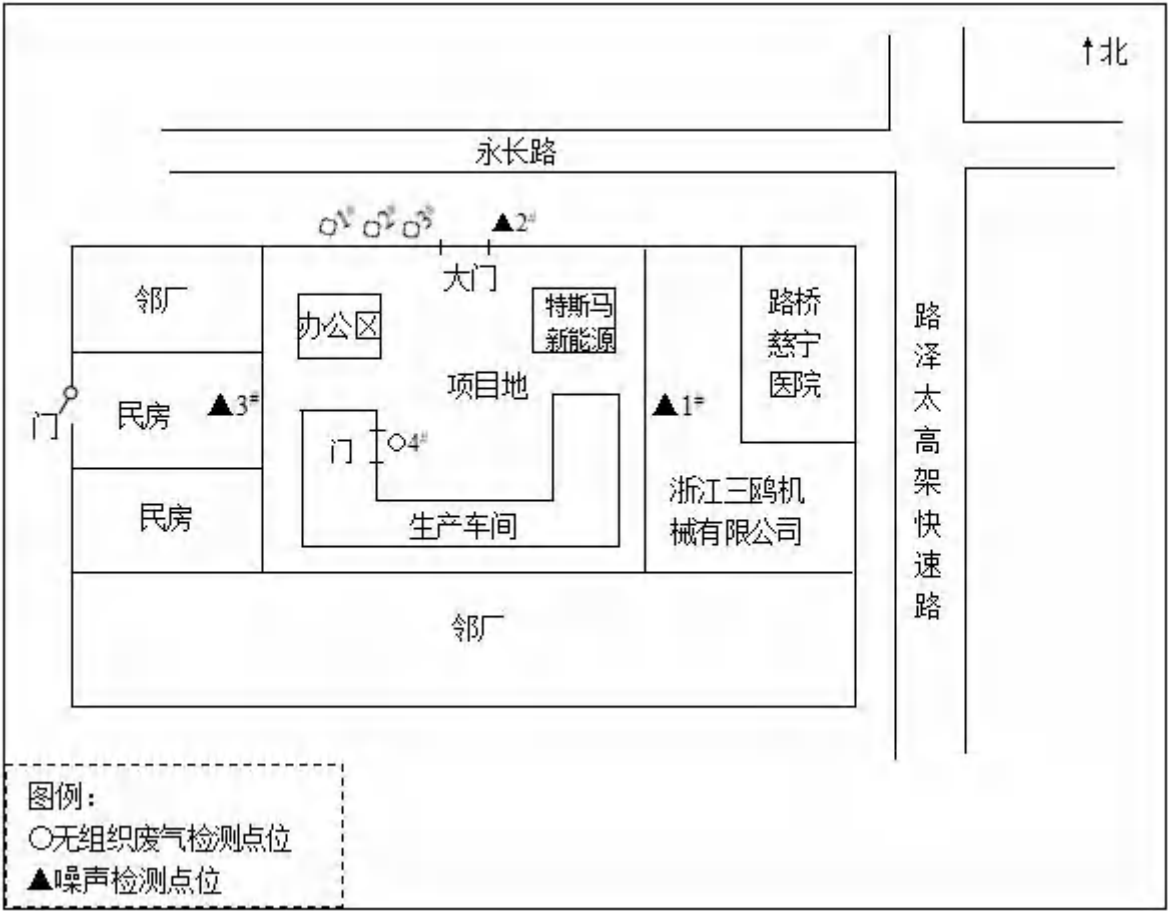 北
永长路
1#
2#
3#
▲2#
大门
邻厂
办公区
特斯马
新能源
路桥
慈宁
医院
路泽太高架快速路
项目地
门
民房
▲3#
▲1#
门
4#
民房
生产车间
浙江三鸥机
械有限公司
邻厂
图例：
○无组织废气检测点位
▲噪声检测点位